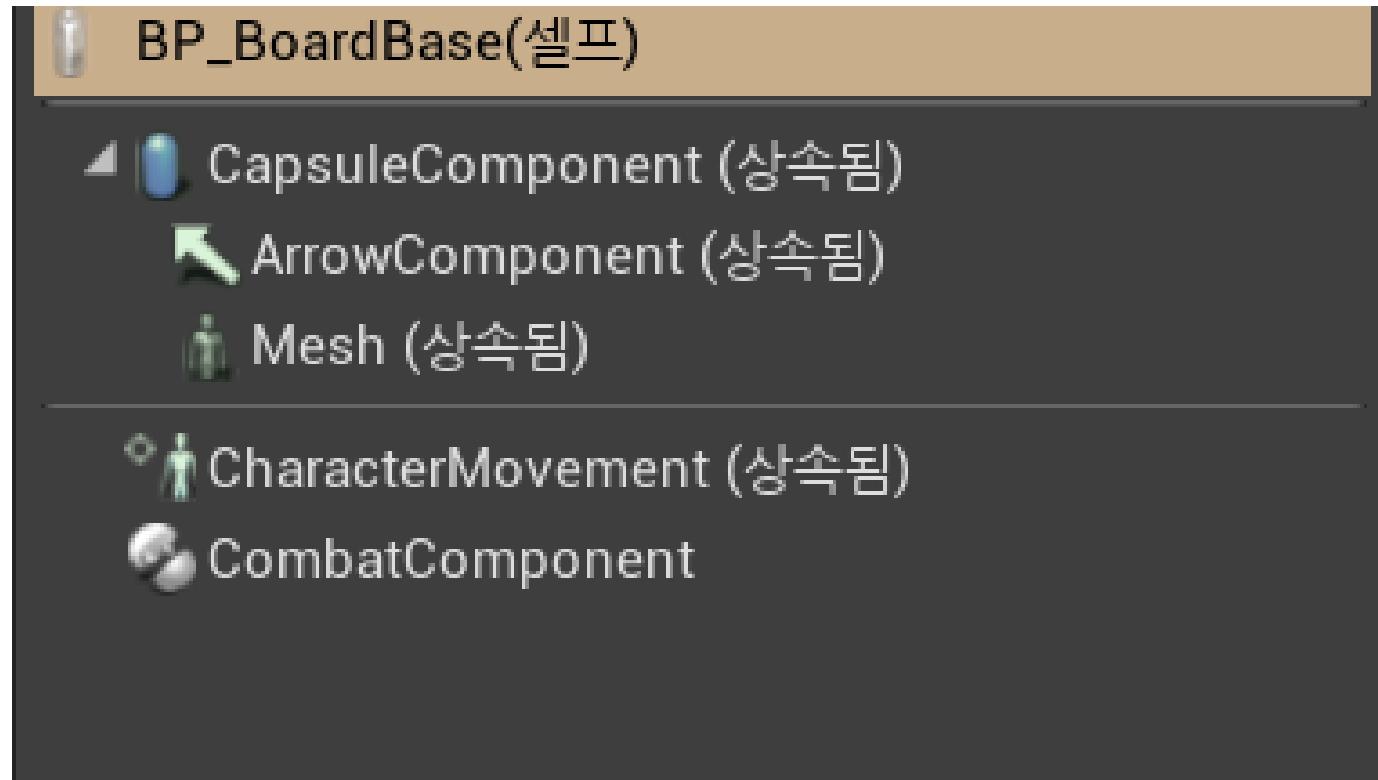 BP_BoardBase(셀프)
CapsuleComponent (상속됨)
ArrowComponent (상속됨)
Mesh (상속됨)
CharacterMovement (상속됨)
CombatComponent